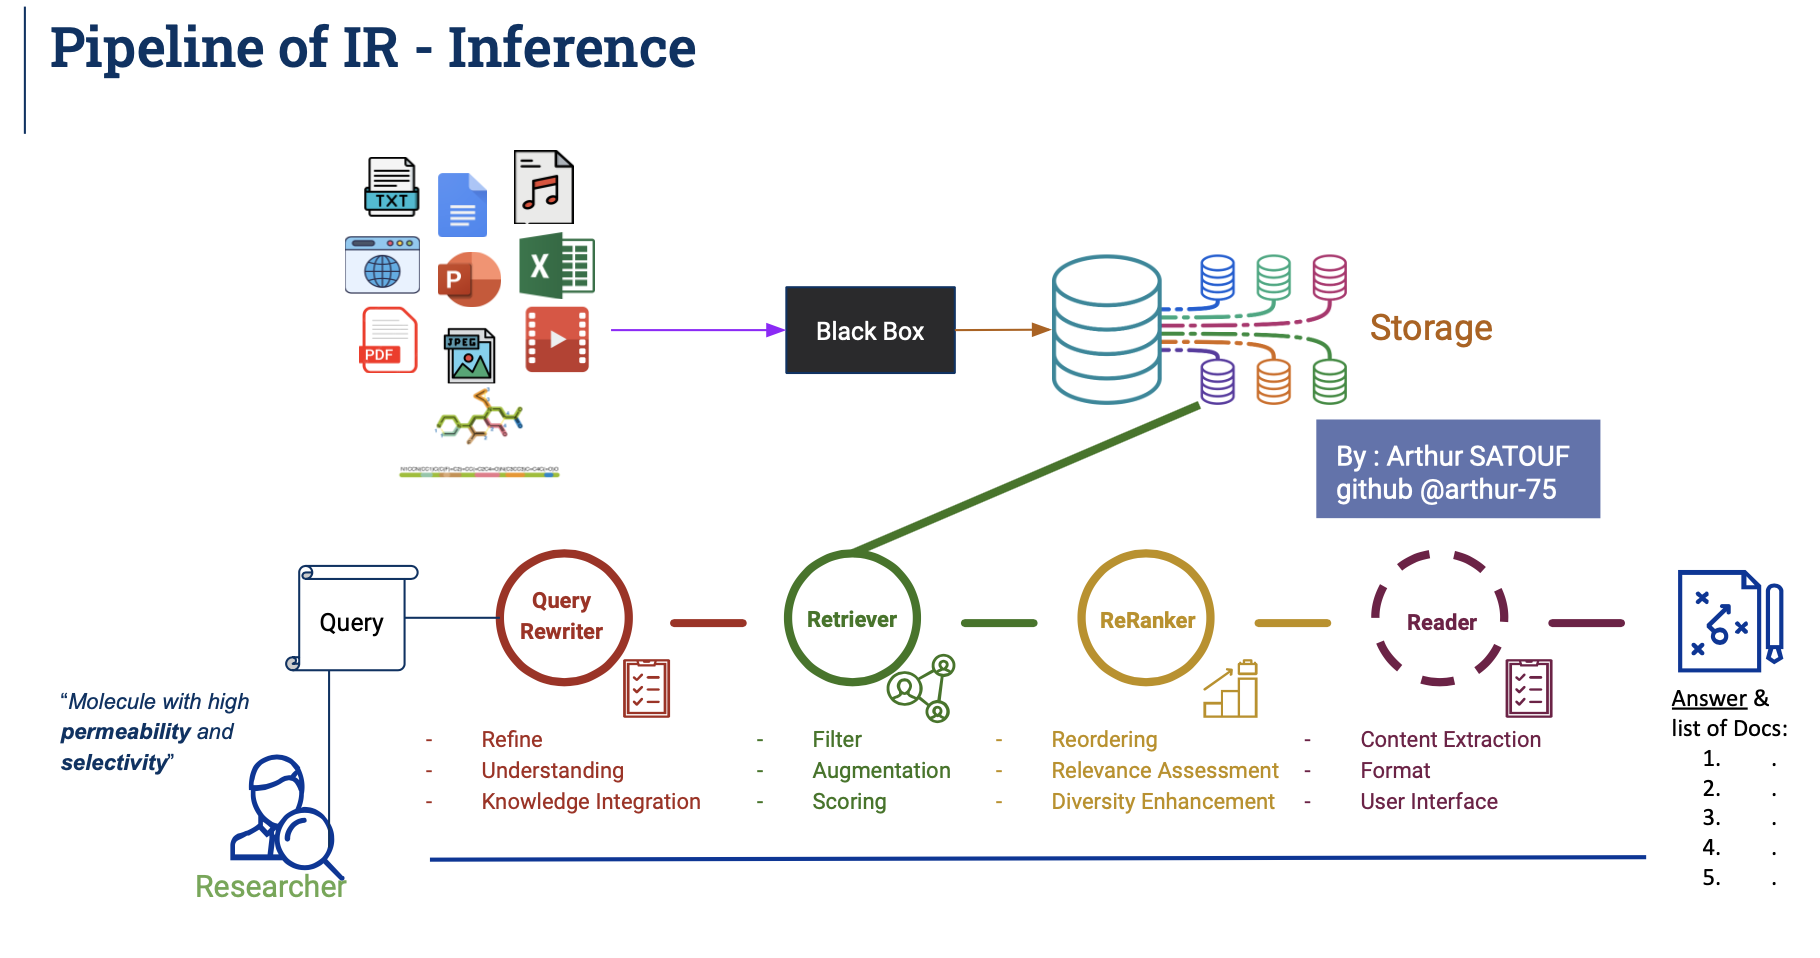 Pipeline of IR - Inference
TXT
P
X
PDF
JPEG
Black Box
Storage
By : Arthur SATOUF
github @arthur-75
Query
Query
Rewriter
Retriever
ReRanker
Reader
“Molecule with high
permeability and
selectivity”
Researcher
- Refine
- Understanding
- Knowledge Integration
- Filter
- Augmentation
- Scoring
- Reordering
- Relevance Assessment
- Diversity Enhancement
- Content Extraction
- Format
- User Interface
Answer &
list of Docs:
1. .
2. .
3. .
4. .
5. .